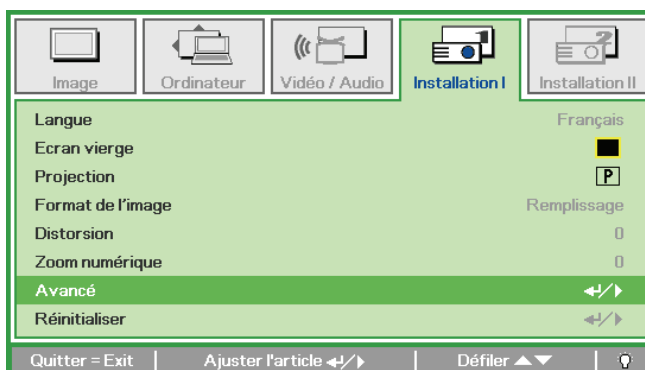 Image Ordinateur Vidéo / Audio Installation I Installation II
Langue Français
Ecran vierge
Projection P
Format de l'image Remplissage
Distorsion 0
Zoom numérique 0
Avancé
Réinitialiser
Quitter = Exit Ajuster l'article Défiler